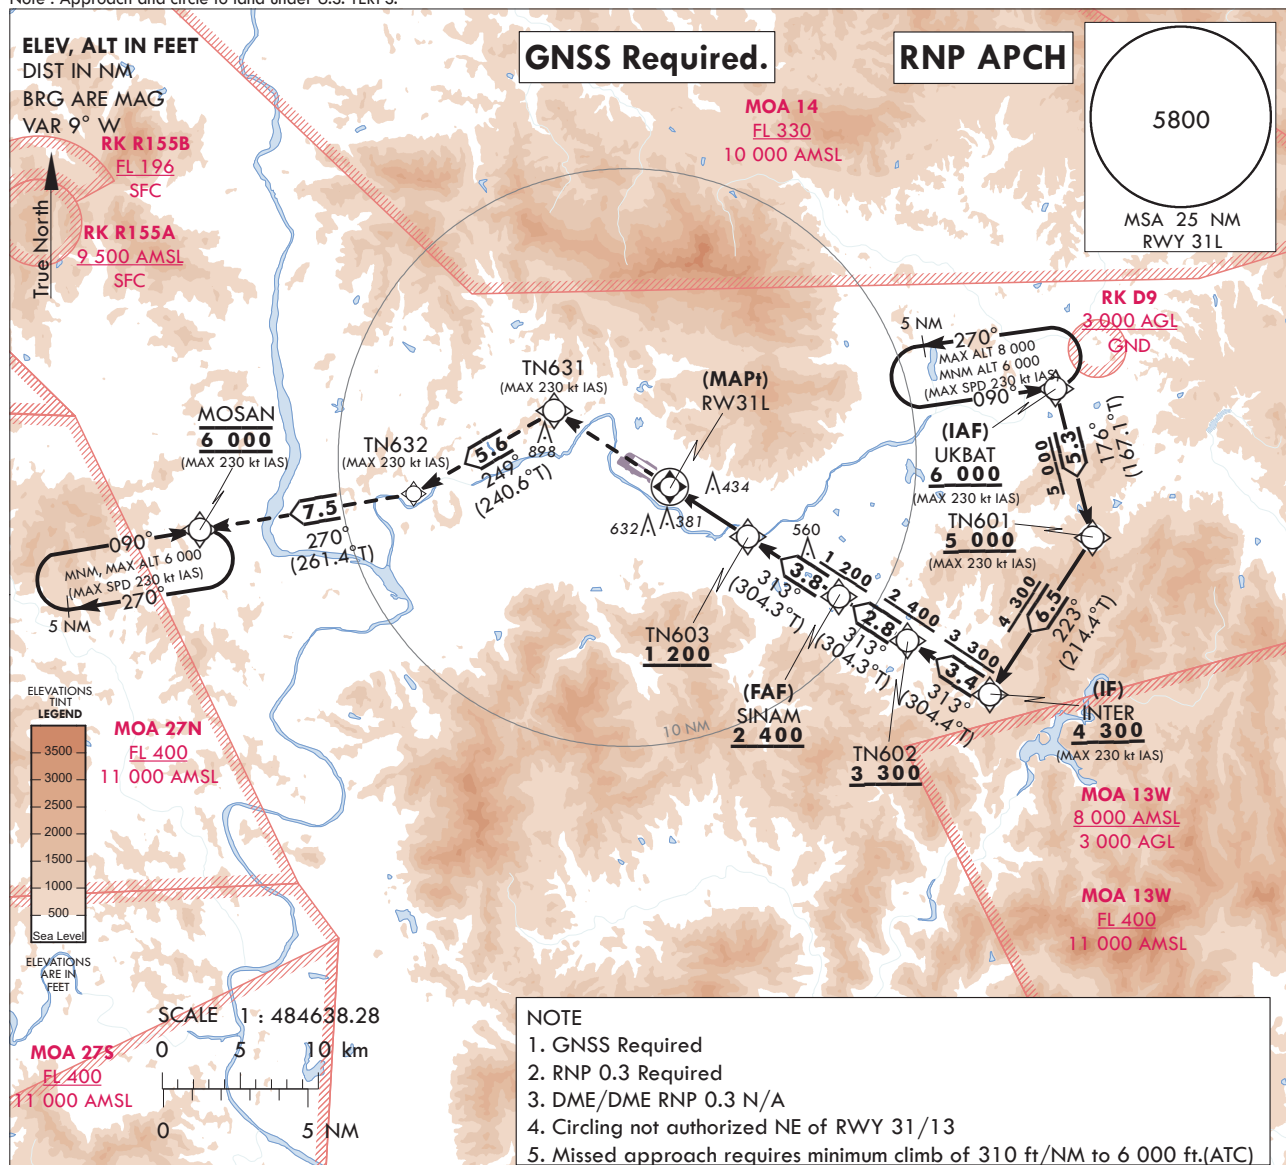 Note : Approach and circle to land under U.S. TERPS.
ELEV, ALT IN FEET
DIST IN NM
BRG ARE MAG
VAR 9° W
True North
GNSS Required.
RNP APCH
5800
MSA 25 NM
RWY 31L
RK R155B
FL 196
SFC
RK R155A
9 500 AMSL
SFC
MOA 14
FL 330
10 000 AMSL
RK D9
3 000 AGL
GND
5 NM
270°
MAX ALT 8 000
MNM ALT 6 000
(MAX SPD 230 kt IAS)
090°
(IAF)
UKBAT
6 000
(MAX 230 kt IAS)
5 000
5.3
176°
(167.1°T)
TN601
5 000
(MAX 230 kt IAS)
4 300
6.5
223°
(214.4°T)
(IF)
INTER
4 300
(MAX 230 kt IAS)
3 300
3.4
313°
(304.4°T)
TN602
3 300
2 400
2.8
313°
(304.3°T)
(FAF)
SINAM
2 400
1 200
3.8
313°
(304.3°T)
TN603
1 200
560
(MAPt)
RW31L
434
381
632
TN631
(MAX 230 kt IAS)
898
5.6
249°
(240.6°T)
TN632
(MAX 230 kt IAS)
7.5
270°
(261.4°T)
MOSAN
6 000
(MAX 230 kt IAS)
090°
MNM, MAX ALT 6 000
(MAX SPD 230 kt IAS)
270°
5 NM
10 NM
ELEVATIONS
TINT
LEGEND
3500
3000
2500
2000
1500
1000
500
Sea Level
ELEVATIONS
ARE IN
FEET
MOA 27N
FL 400
11 000 AMSL
MOA 13W
8 000 AMSL
3 000 AGL
MOA 13W
FL 400
11 000 AMSL
MOA 27S
FL 400
11 000 AMSL
SCALE 1 : 484638.28
0 5 10 km
0 5 NM
NOTE
1. GNSS Required
2. RNP 0.3 Required
3. DME/DME RNP 0.3 N/A
4. Circling not authorized NE of RWY 31/13
5. Missed approach requires minimum climb of 310 ft/NM to 6 000 ft.(ATC)